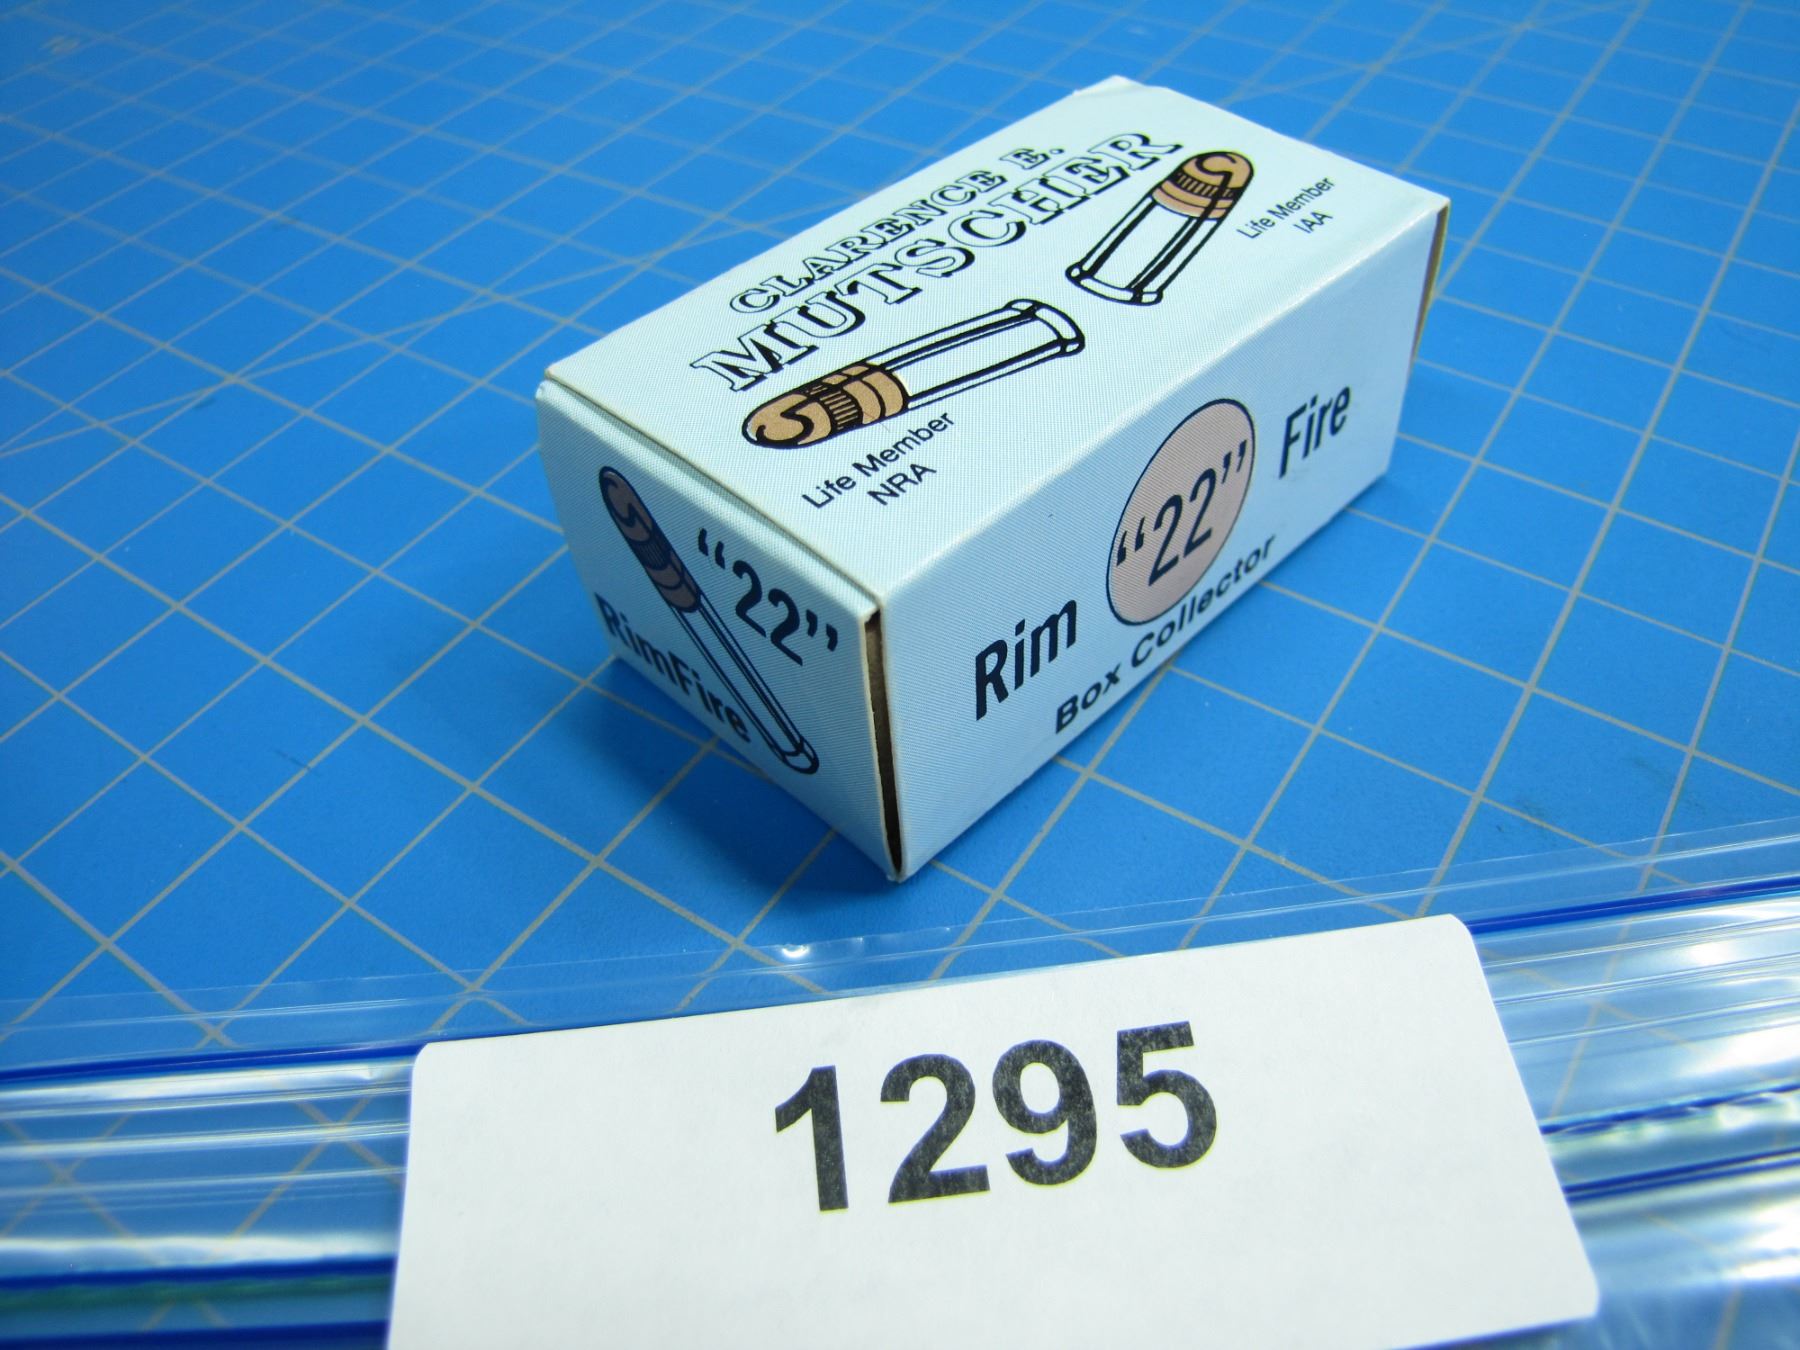 CLARENCE E.
MUTSCHER
Life Member
IAA
Life Member
NRA
"22"
RimFire
Rim "22" Fire
Box Collector
1295